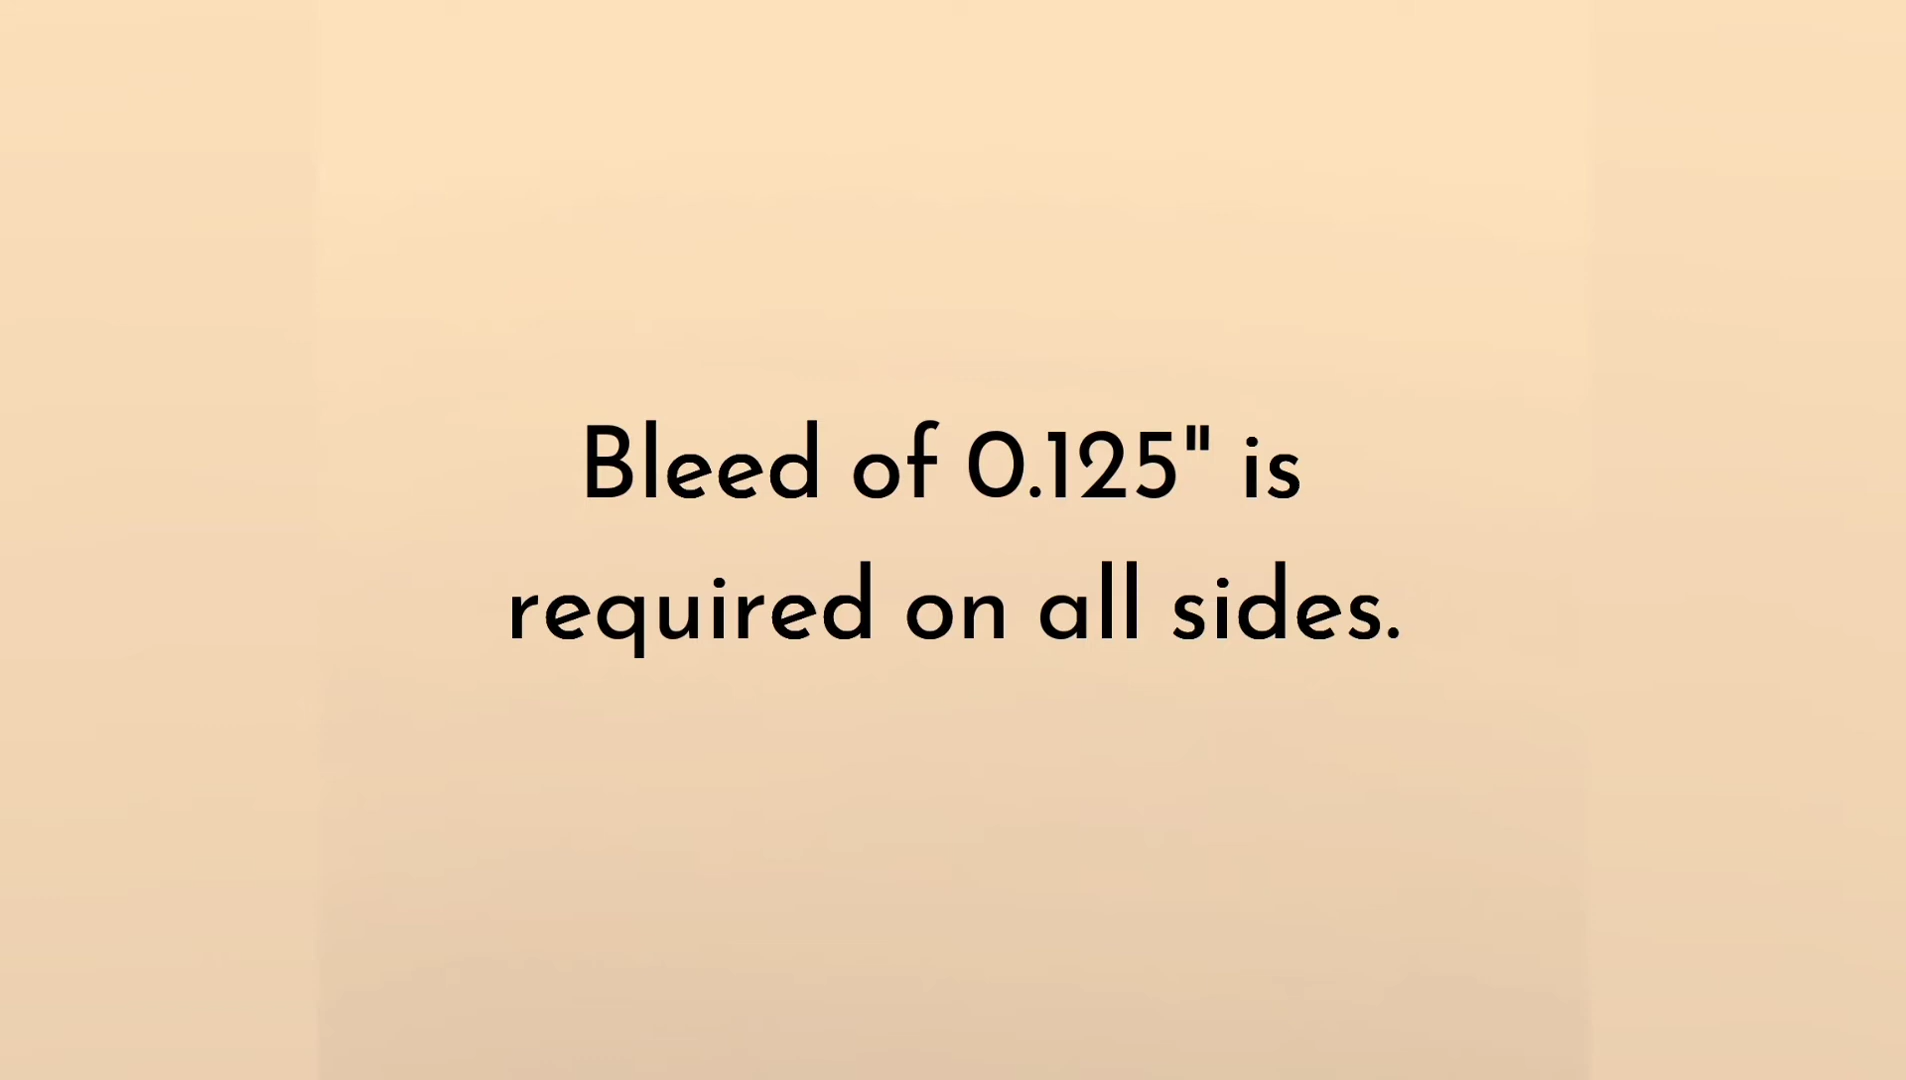 Bleed of 0.125" is
required on all sides.